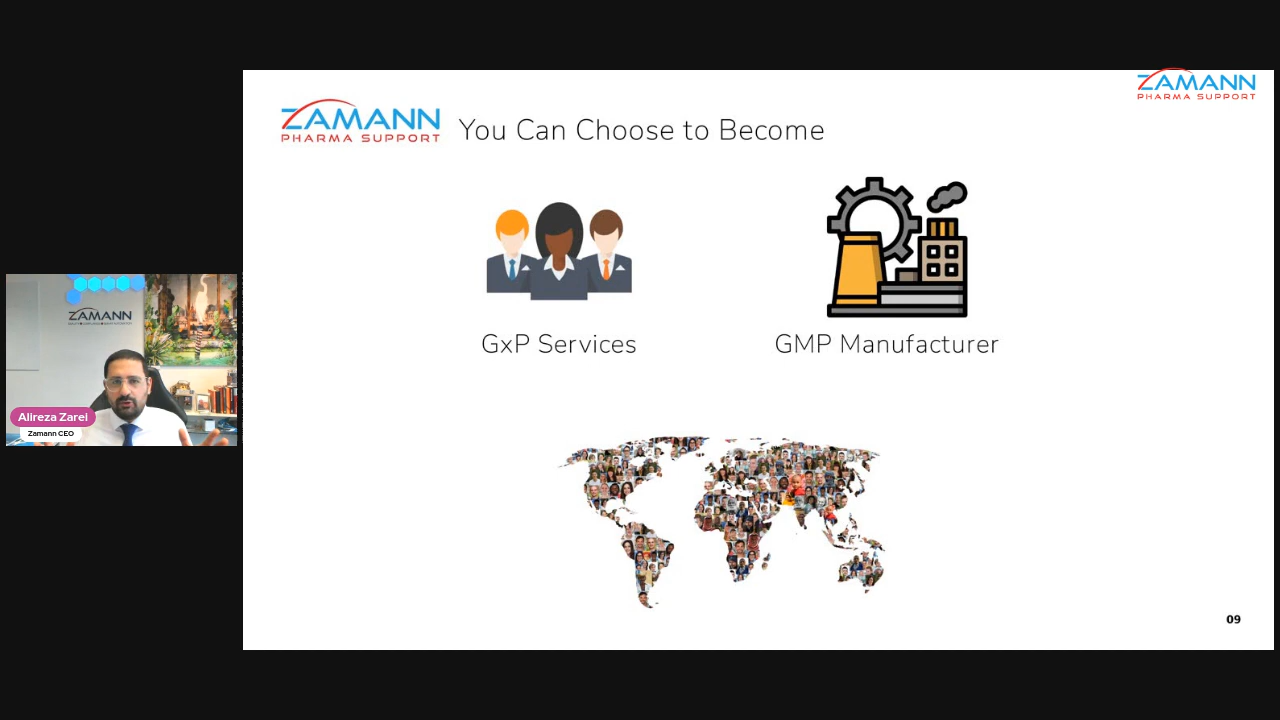 ZAMANN
PHARMA SUPPORT
ZAMANN
PHARMA SUPPORT
You Can Choose to Become
GxP Services
GMP Manufacturer
ZAMANN
Alireza Zarei
Zamann CEO
09